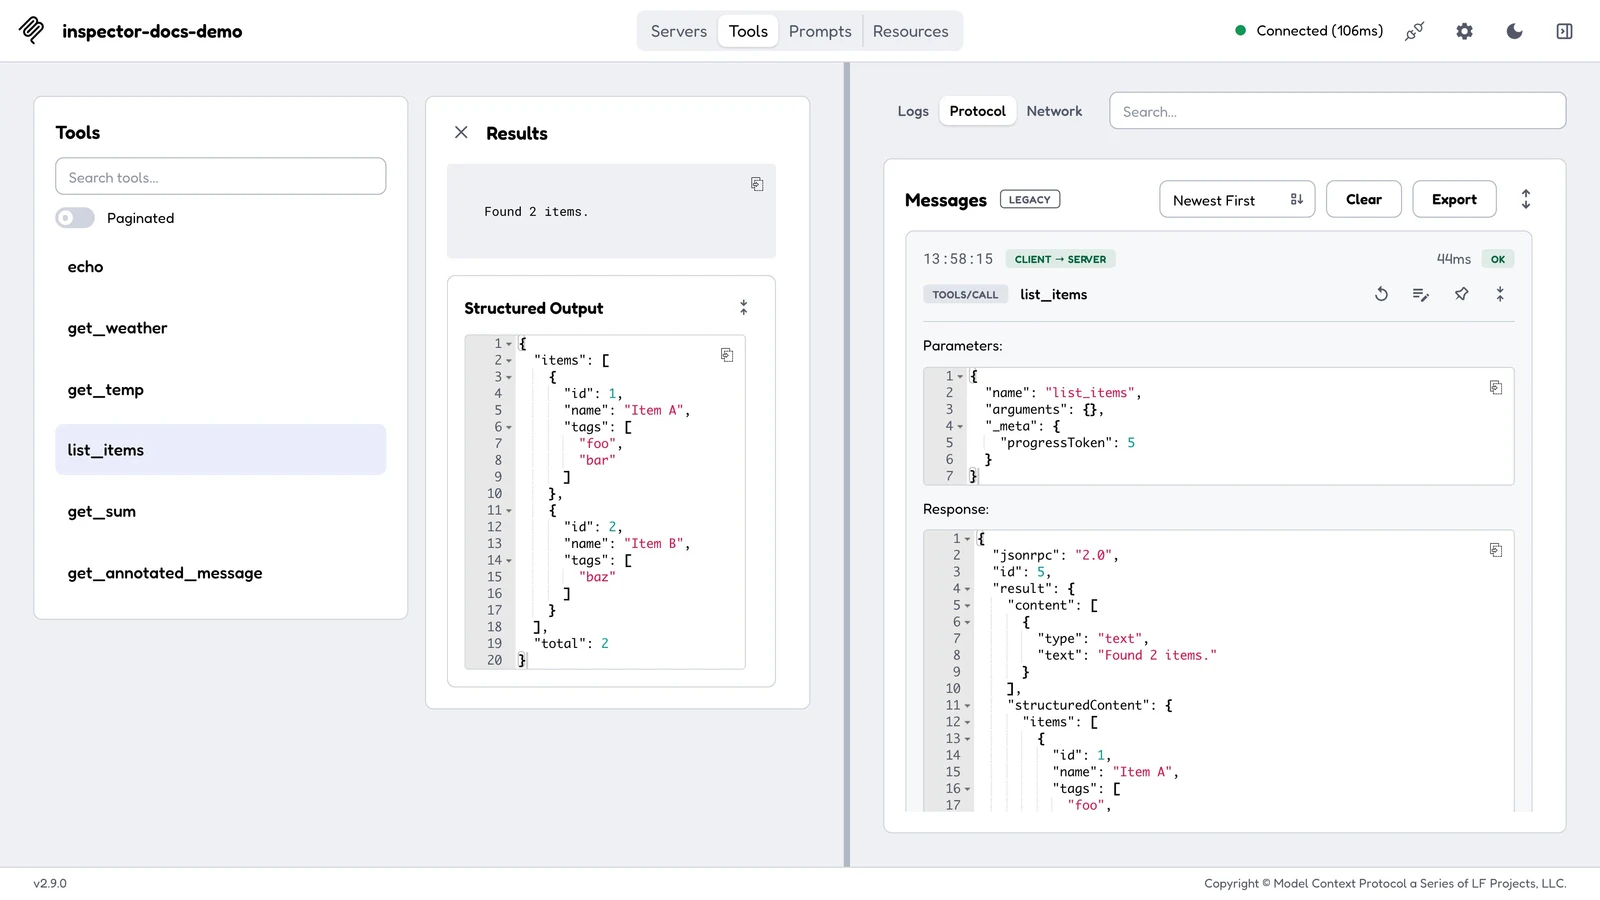 inspector-docs-demo
Servers
Tools
Prompts
Resources
Connected (106ms)
Tools
Search tools...
Paginated
echo
get_weather
get_temp
list_items
get_sum
get_annotated_message
Results
Found 2 items.
Structured Output
1 {
2 "items": [
3 {
4 "id": 1,
5 "name": "Item A",
6 "tags": [
7 "foo",
8 "bar"
9 ]
10 },
11 {
12 "id": 2,
13 "name": "Item B",
14 "tags": [
15 "baz"
16 ]
17 }
18 ],
19 "total": 2
20 }
Logs
Protocol
Network
Search...
Messages
LEGACY
Newest First
Clear
Export
13:58:15 CLIENT → SERVER 44ms OK
TOOLS/CALL list_items
Parameters:
1 {
2 "name": "list_items",
3 "arguments": {},
4 "_meta": {
5 "progressToken": 5
6 }
7 }
Response:
1 {
2 "jsonrpc": "2.0",
3 "id": 5,
4 "result": {
5 "content": [
6 {
7 "type": "text",
8 "text": "Found 2 items."
9 }
10 ],
11 "structuredContent": {
12 "items": [
13 {
14 "id": 1,
15 "name": "Item A",
16 "tags": [
17 "foo",
v2.9.0
Copyright © Model Context Protocol a Series of LF Projects, LLC.